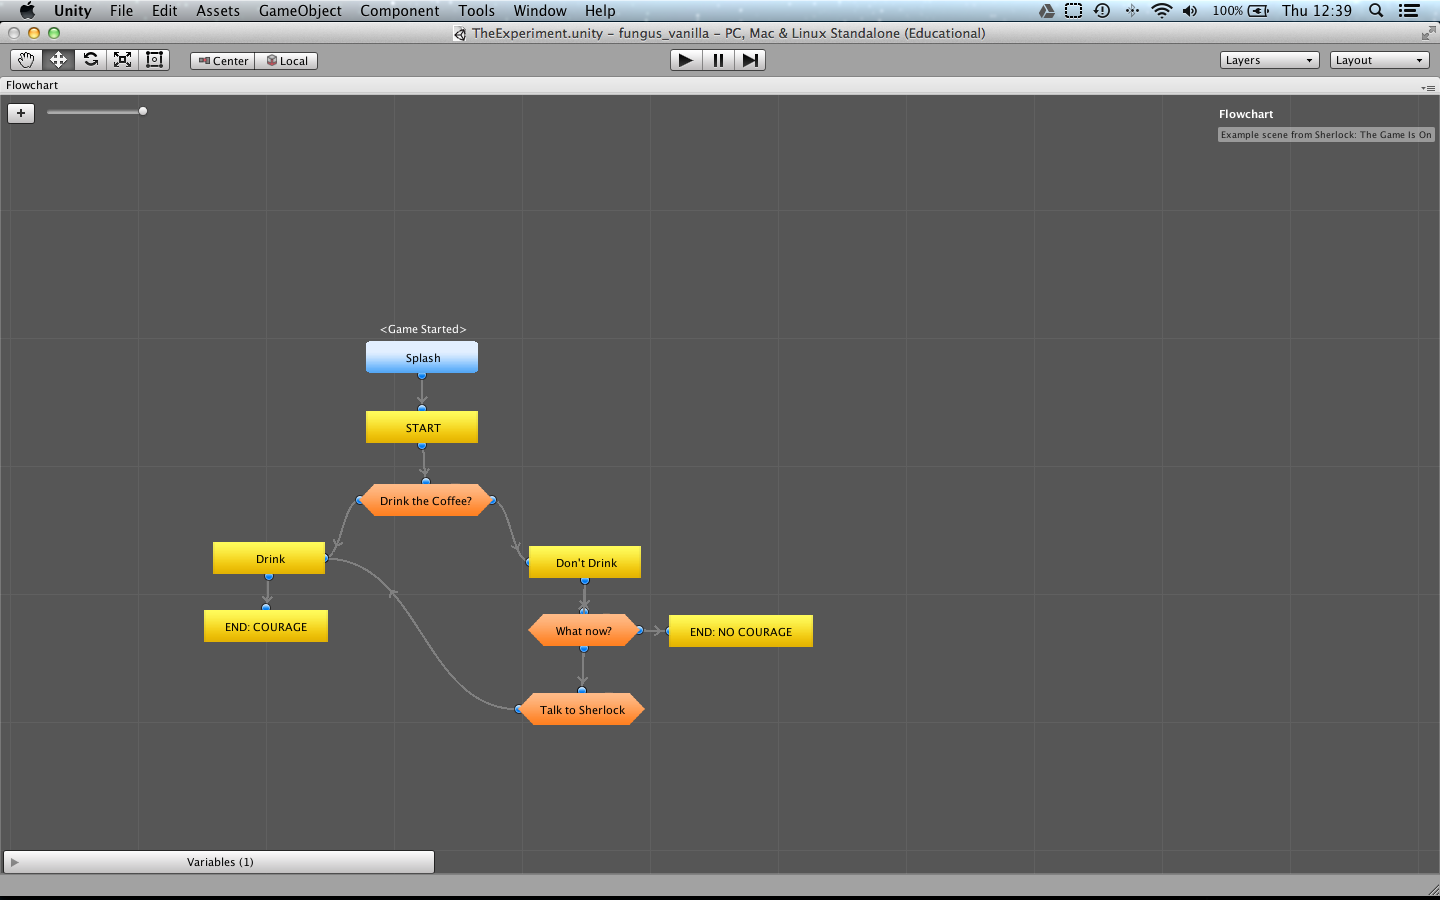 Unity File Edit Assets GameObject Component Tools Window Help 100% Thu 12:39
TheExperiment.unity - fungus_vanilla - PC, Mac & Linux Standalone (Educational)
Center Local Layers Layout
Flowchart
+
Flowchart
Example scene from Sherlock: The Game Is On
<Game Started>
Splash
START
Drink the Coffee?
Drink
Don't Drink
END: COURAGE
What now?
END: NO COURAGE
Talk to Sherlock
Variables (1)